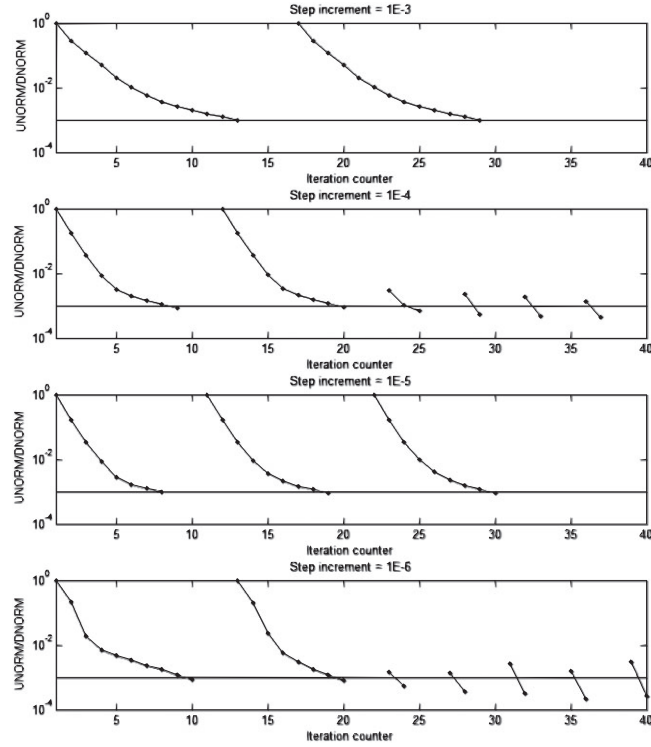 Step increment = 1E-3
10^0
10^-2
10^-4
UNORM/DNORM
5 10 15 20 25 30 35 40
Iteration counter
Step increment = 1E-4
10^0
10^-2
10^-4
UNORM/DNORM
5 10 15 20 25 30 35 40
Iteration counter
Step increment = 1E-5
10^0
10^-2
10^-4
UNORM/DNORM
5 10 15 20 25 30 35 40
Iteration counter
Step increment = 1E-6
10^0
10^-2
10^-4
UNORM/DNORM
5 10 15 20 25 30 35 40
Iteration counter